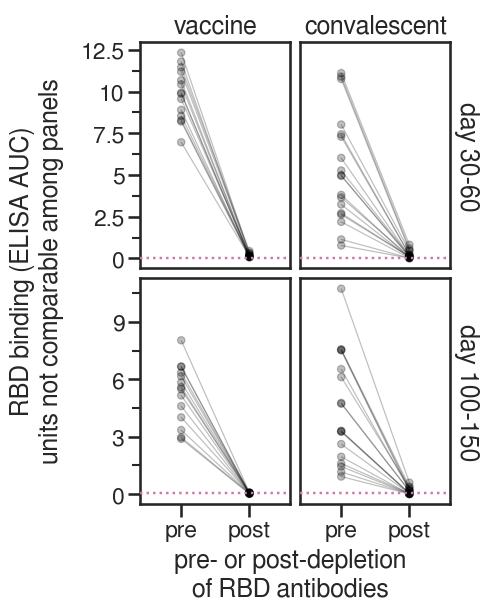 vaccine convalescent
RBD binding (ELISA AUC)
units not comparable among panels
12.5
10
7.5
5
2.5
0
day 30-60
9
6
3
0
day 100-150
pre post pre post
pre- or post-depletion
of RBD antibodies